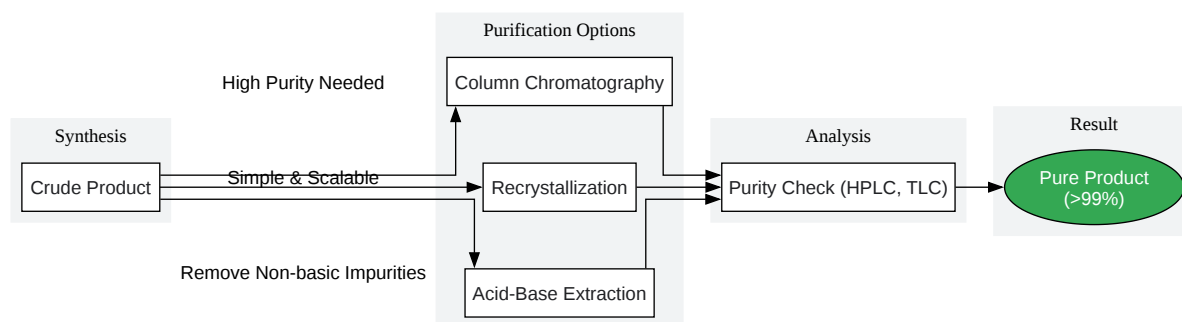 Purification Options
High Purity Needed
Column Chromatography
Synthesis
Analysis
Result
Crude Product
Simple & Scalable
Recrystallization
Purity Check (HPLC, TLC)
Pure Product
(>99%)
Remove Non-basic Impurities
Acid-Base Extraction